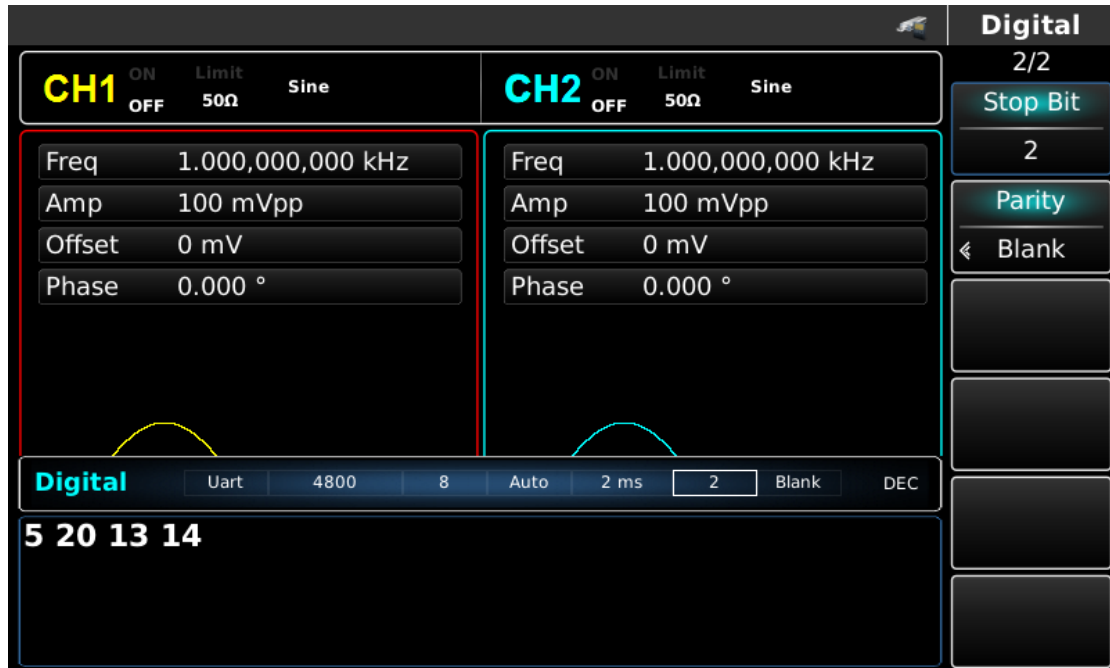 Digital
2/2
CH1 ON OFF Limit 50Ω Sine
CH2 ON OFF Limit 50Ω Sine
Stop Bit
2
Parity
Blank
Freq 1.000,000,000 kHz
Amp 100 mVpp
Offset 0 mV
Phase 0.000 °
Freq 1.000,000,000 kHz
Amp 100 mVpp
Offset 0 mV
Phase 0.000 °
Digital Uart 4800 8 Auto 2 ms 2 Blank DEC
5 20 13 14